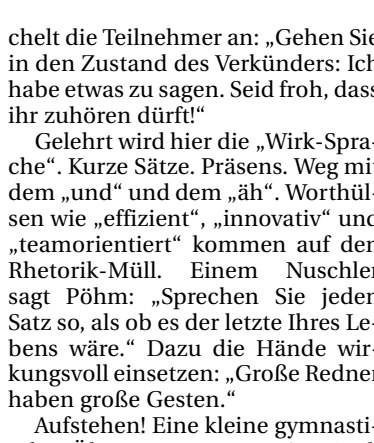 chelt die Teilnehmer an: „Gehen Sie
in den Zustand des Verkünders: Ich
habe etwas zu sagen. Seid froh, dass
ihr zuhören dürft!“
Gelehrt wird hier die „Wirk-Spra-
che“. Kurze Sätze. Präsens. Weg mit
dem „und“ und dem „äh“. Worthül-
sen wie „effizient“, „innovativ“ und
„teamorientiert“ kommen auf den
Rhetorik-Müll. Einem Nuschler
sagt Pöhm: „Sprechen Sie jeden
Satz so, als ob es der letzte Ihres Le-
bens wäre.“ Dazu die Hände wir-
kungsvoll einsetzen: „Große Redner
haben große Gesten.“
Aufstehen! Eine kleine gymnasti-